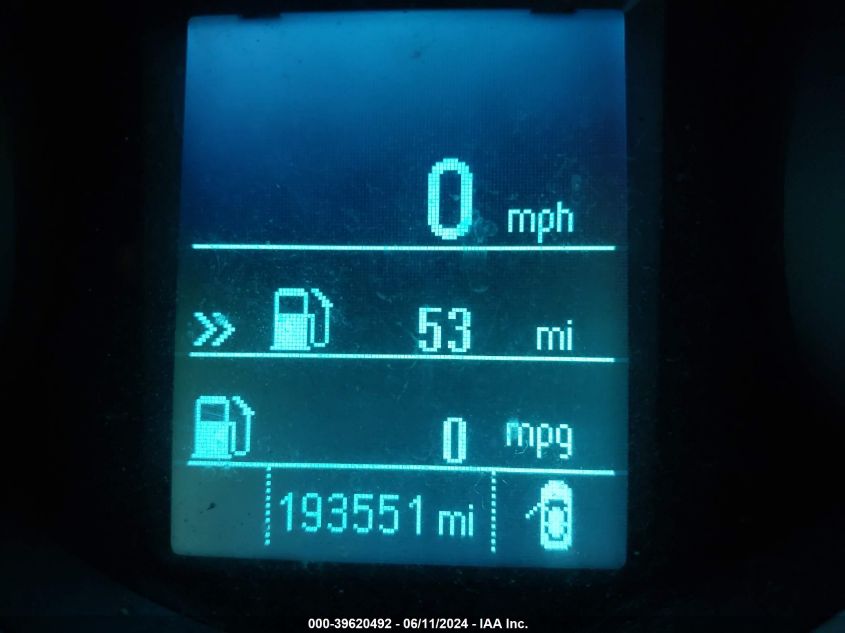 0 mph
» 53 mi
0 mpg
193551 mi
000-39620492 - 06/11/2024 - IAA Inc.